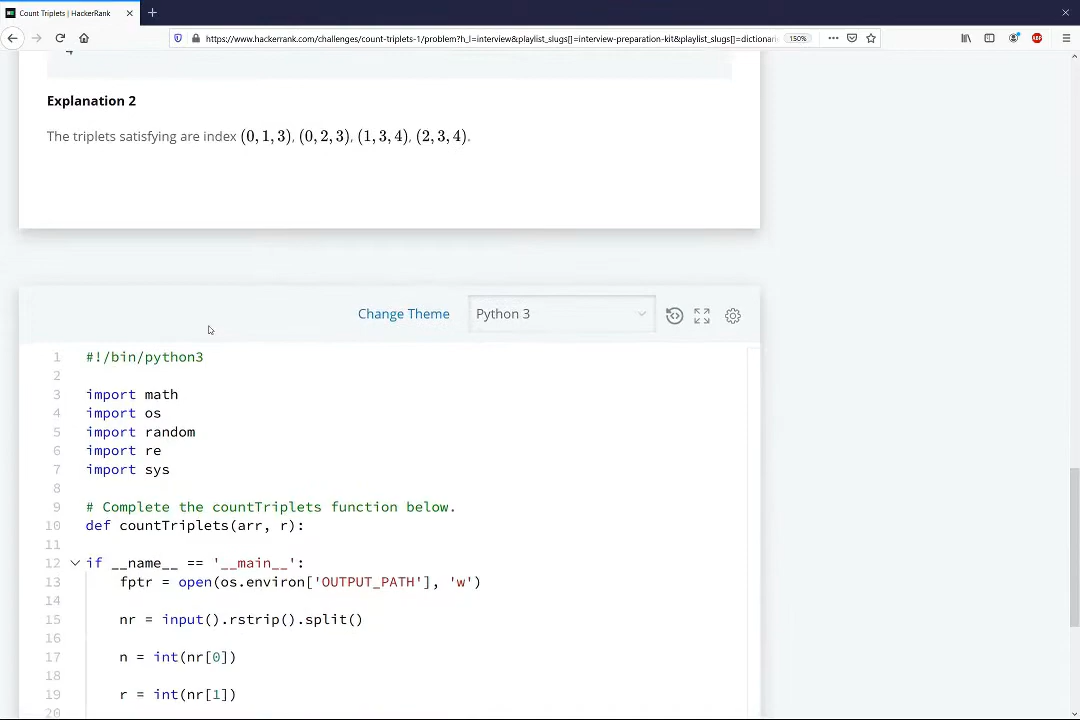 Count Triplets | HackerRank
https://www.hackerrank.com/challenges/count-triplets-1/problem?h_l=interview&playlist_slugs[]=interview-preparation-kit&playlist_slugs[]=dictionar
150%
Explanation 2
The triplets satisfying are index (0, 1, 3), (0, 2, 3), (1, 3, 4), (2, 3, 4).
Change Theme
Python 3
1 #!/bin/python3
2
3 import math
4 import os
5 import random
6 import re
7 import sys
8
9 # Complete the countTriplets function below.
10 def countTriplets(arr, r):
11
12 if __name__ == '__main__':
13 fptr = open(os.environ['OUTPUT_PATH'], 'w')
14
15 nr = input().rstrip().split()
16
17 n = int(nr[0])
18
19 r = int(nr[1])
20